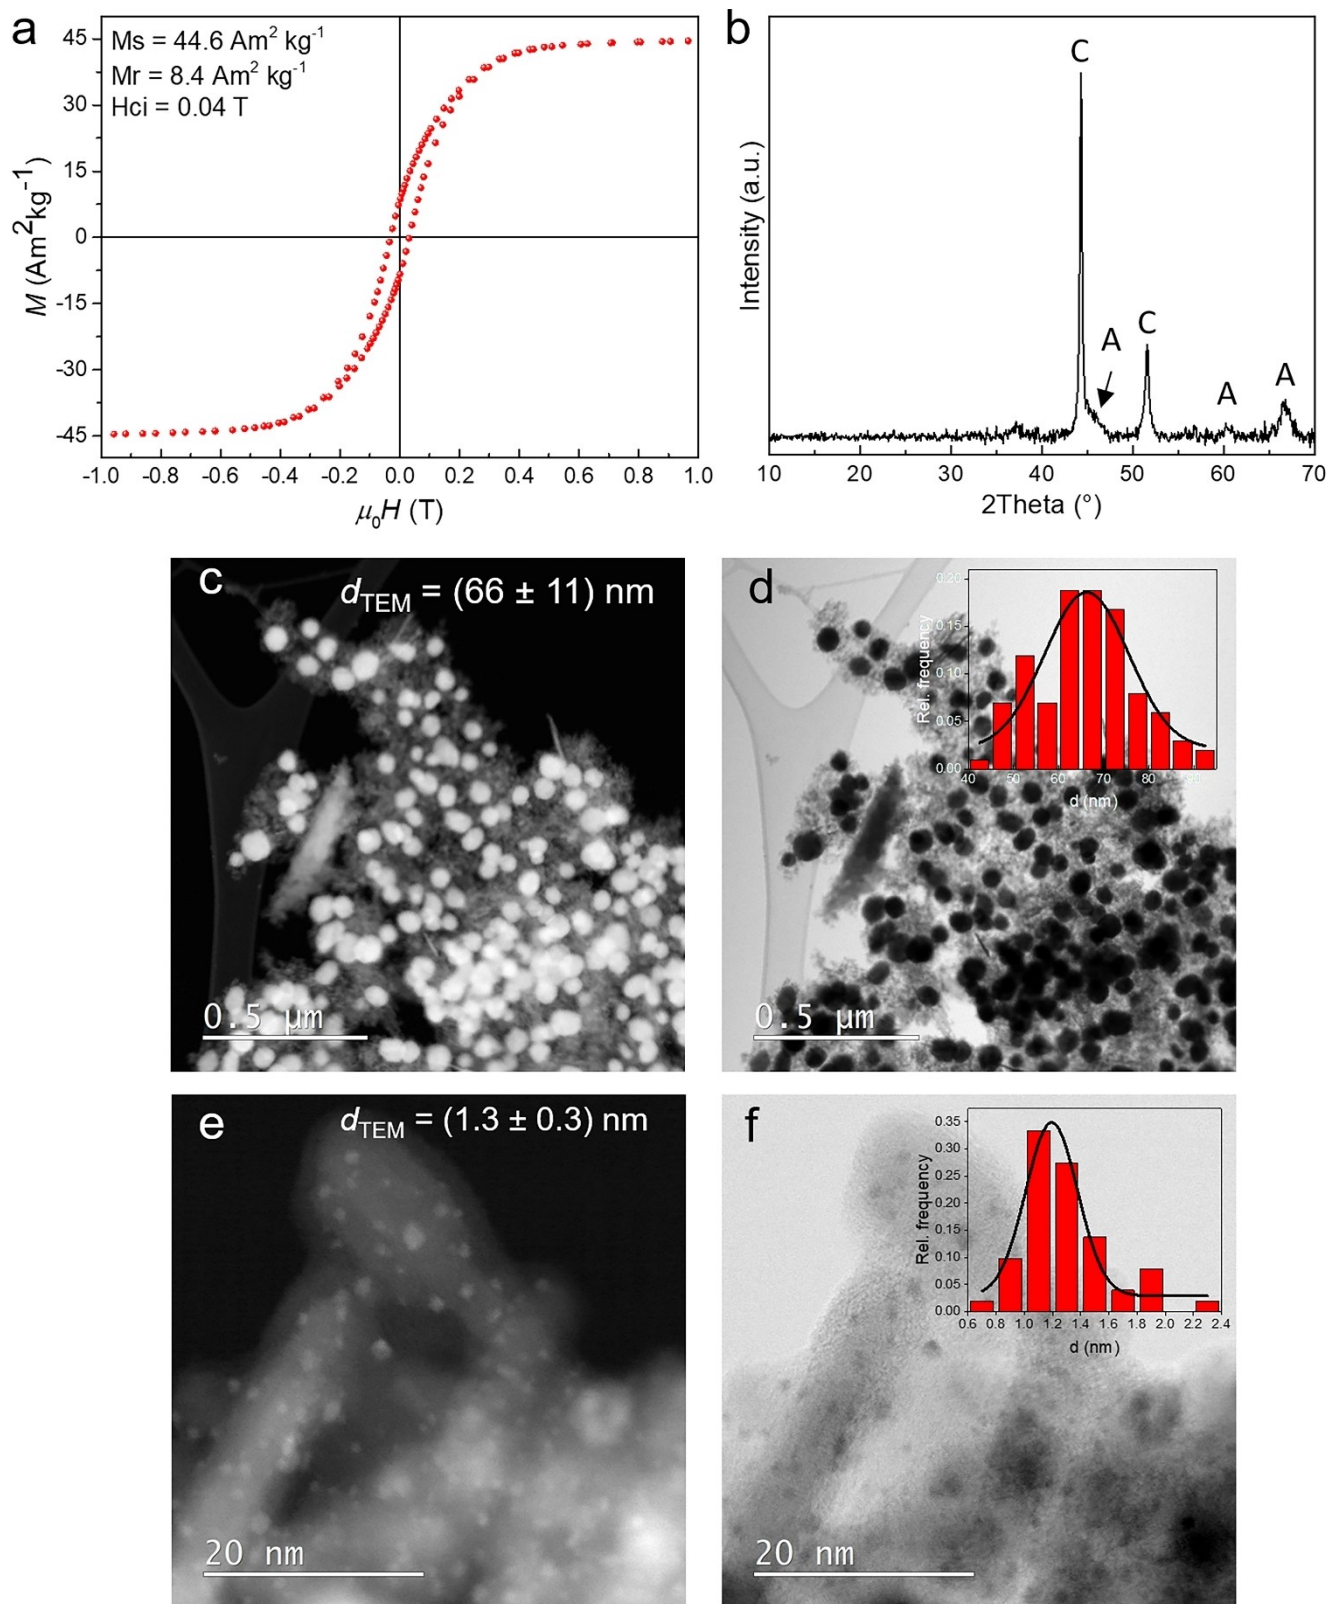 a
Ms = 44.6 Am² kg⁻¹
Mr = 8.4 Am² kg⁻¹
Hci = 0.04 T
45
30
15
0
-15
-30
-45
M (Am²kg⁻¹)
-1.0 -0.8 -0.6 -0.4 -0.2 0.0 0.2 0.4 0.6 0.8 1.0
μ₀H (T)
b
C
C
A
A
A
Intensity (a.u.)
10 20 30 40 50 60 70
2Theta (°)
c
d_TEM = (66 ± 11) nm
0.5 μm
d
0.20
0.15
0.10
0.05
0.00
Rel. frequency
40 50 60 70 80 90
d (nm)
0.5 μm
e
d_TEM = (1.3 ± 0.3) nm
20 nm
f
0.35
0.30
0.25
0.20
0.15
0.10
0.05
0.00
Rel. frequency
0.6 0.8 1.0 1.2 1.4 1.6 1.8 2.0 2.2 2.4
d (nm)
20 nm